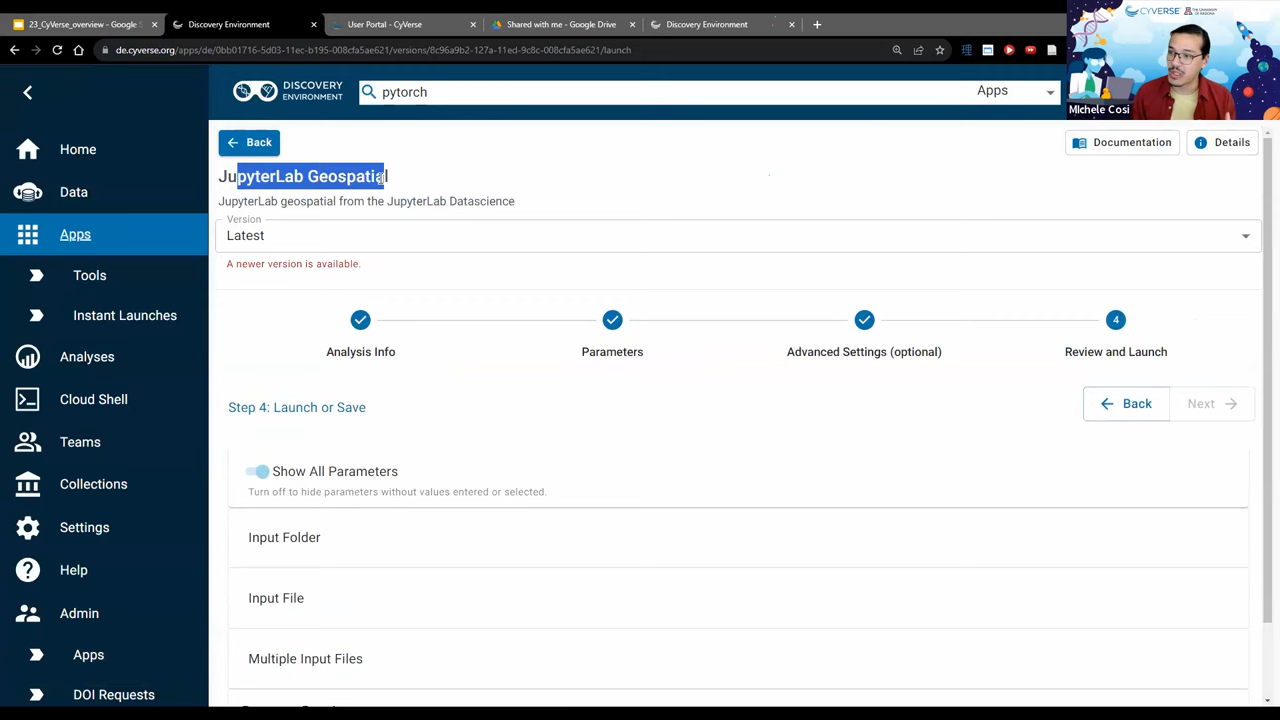 23_CyVerse_overview - Google
Discovery Environment
User Portal - CyVerse
Shared with me - Google Drive
Discovery Environment
de.cyverse.org/apps/de/0bb01716-5d03-11ec-b195-008cfa5ae621/versions/8c96a9b2-127a-11ed-9c8c-008cfa5ae621/launch
CYVERSE
MIchele Cosi
DISCOVERY
ENVIRONMENT
pytorch
Apps
Home
Data
Apps
Tools
Instant Launches
Analyses
Cloud Shell
Teams
Collections
Settings
Help
Admin
Apps
DOI Requests
Back
Documentation
Details
JupyterLab Geospatial
JupyterLab geospatial from the JupyterLab Datascience
Version
Latest
A newer version is available.
4
Analysis Info
Parameters
Advanced Settings (optional)
Review and Launch
Step 4: Launch or Save
Back
Next
Show All Parameters
Turn off to hide parameters without values entered or selected.
Input Folder
Input File
Multiple Input Files